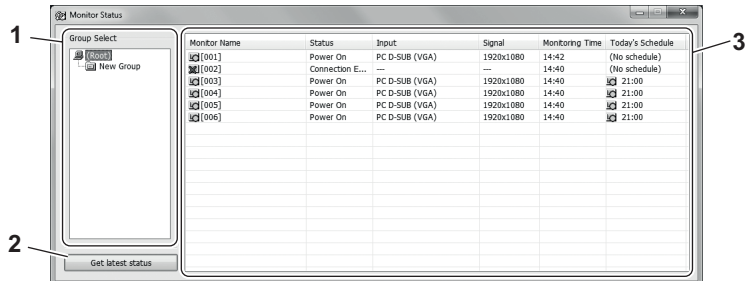 Monitor Status
1
Group Select
(Root)
New Group
2
Get latest status
3
Monitor Name Status Input Signal Monitoring Time Today's Schedule
[001] Power On PC D-SUB (VGA) 1920x1080 14:42 (No schedule)
[002] Connection E... --- --- 14:40 (No schedule)
[003] Power On PC D-SUB (VGA) 1920x1080 14:40 21:00
[004] Power On PC D-SUB (VGA) 1920x1080 14:40 21:00
[005] Power On PC D-SUB (VGA) 1920x1080 14:40 21:00
[006] Power On PC D-SUB (VGA) 1920x1080 14:40 21:00